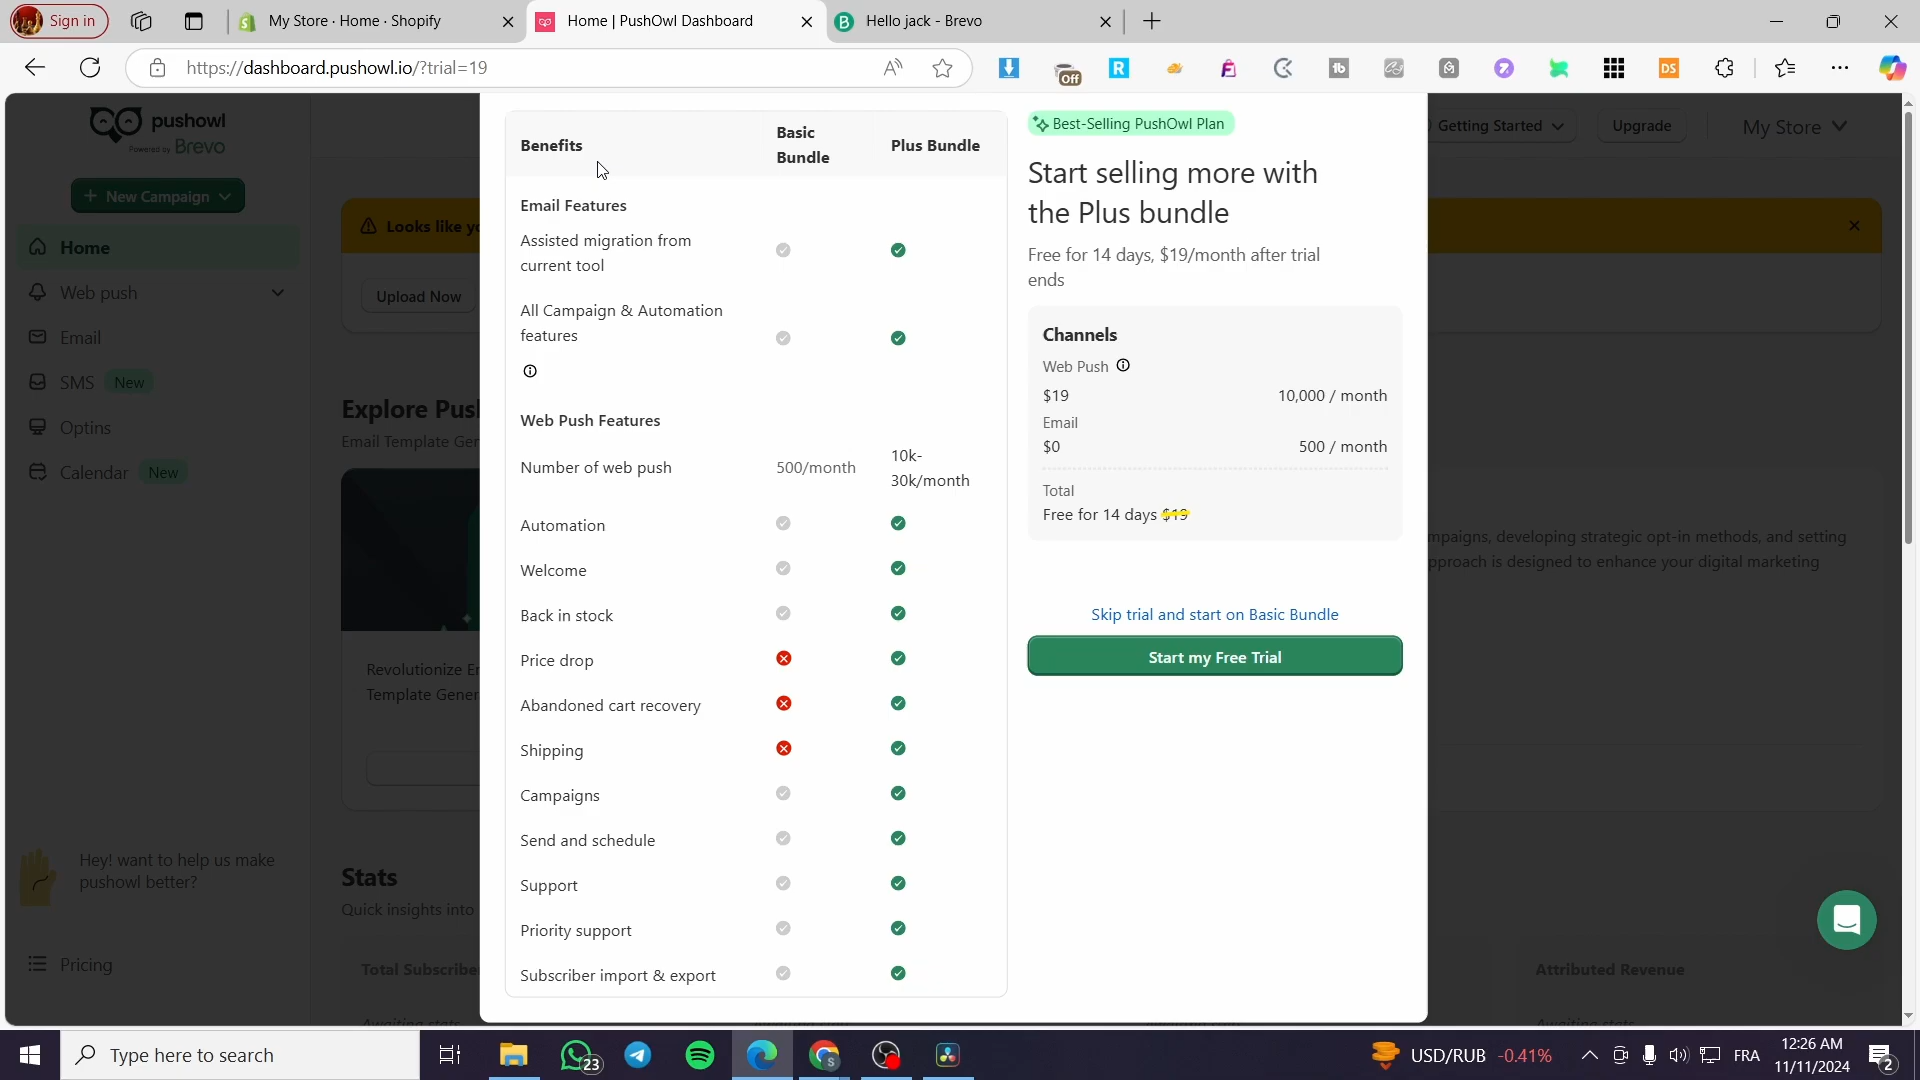 Sign in
My Store · Home · Shopify
Home | PushOwl Dashboard
Hello jack - Brevo
https://dashboard.pushowl.io/?trial=19
Off
pushowl
Powered by Brevo
New Campaign
Home
Web push
Email
SMS New
Optins
Calendar New
Hey! want to help us make
pushowl better?
Pricing
Looks like yo
Upload Now
Explore Pus
Email Template Ger
Revolutionize Er
Template Gener
Stats
Quick insights into
Total Subscribe
Awaiting stats
Getting Started
Upgrade
My Store
mpaigns, developing strategic opt-in methods, and setting
pproach is designed to enhance your digital marketing
Attributed Revenue
Awaiting stats
Benefits
Basic
Bundle
Plus Bundle
Email Features
Assisted migration from
current tool
All Campaign & Automation
features
Web Push Features
Number of web push
500/month
10k-
30k/month
Automation
Welcome
Back in stock
Price drop
Abandoned cart recovery
Shipping
Campaigns
Send and schedule
Support
Priority support
Subscriber import & export
Best-Selling PushOwl Plan
Start selling more with
the Plus bundle
Free for 14 days, $19/month after trial
ends
Channels
Web Push
$19 10,000 / month
Email
$0 500 / month
Total
Free for 14 days $19
Skip trial and start on Basic Bundle
Start my Free Trial
Type here to search
23
USD/RUB -0.41%
FRA
12:26 AM
11/11/2024
2